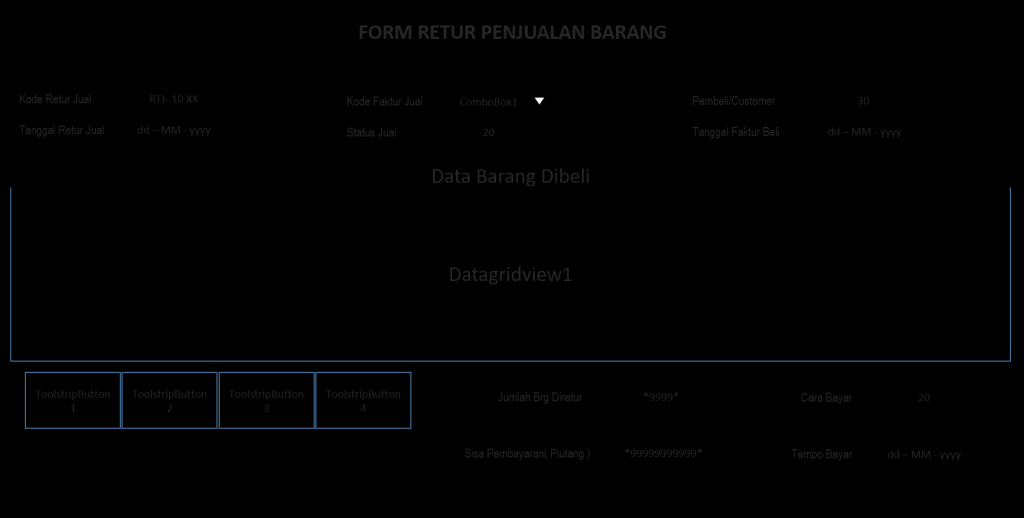 FORM RETUR PENJUALAN BARANG
Kode Retur Jual RTJ- 10 XX
Kode Faktur Jual ComboBox1
Pembeli/Customer 30
Tanggal Retur Jual dd – MM - yyyy
Status Jual 20
Tanggal Faktur Beli dd – MM - yyyy
Data Barang Dibeli
Datagridview1
ToolstripButton
1
ToolstripButton
2
ToolstripButton
3
ToolstripButton
4
Jumlah Brg Diretur *9999*
Cara Bayar 20
Sisa Pembayaran( Piutang ) *99999999999*
Tempo Bayar dd – MM - yyyy